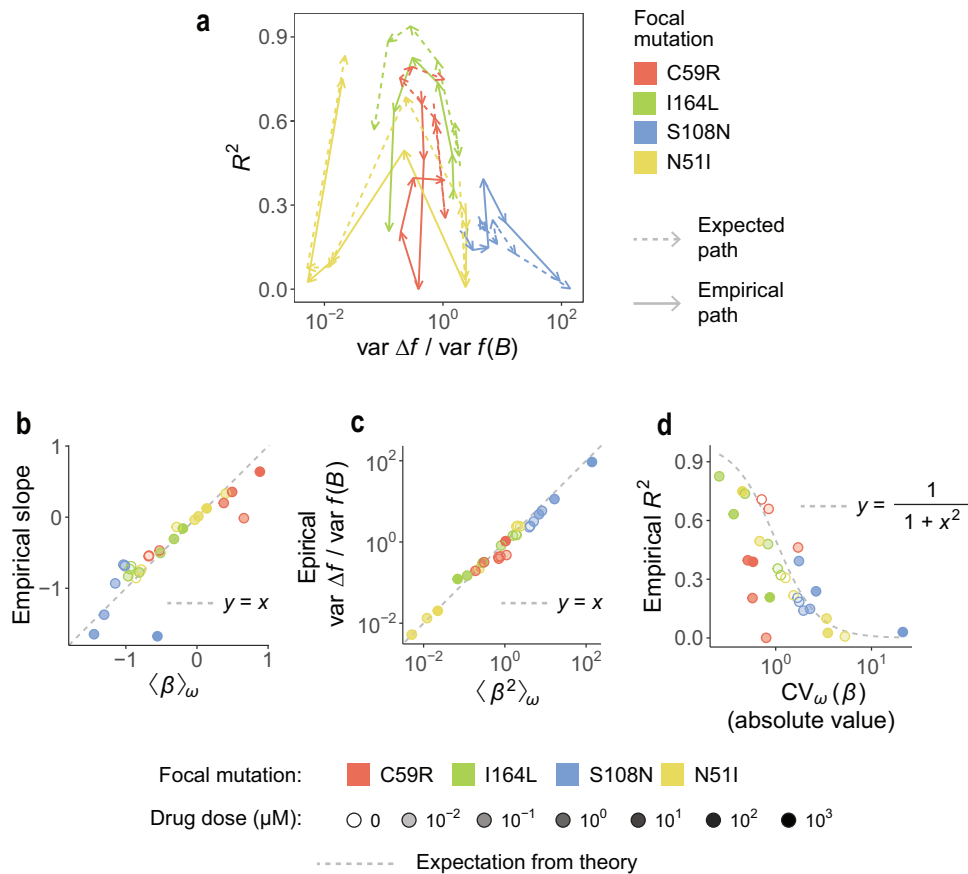 a
R²
0.9
0.6
0.3
0.0
10⁻²
10⁰
10²
var Δf / var f(B)
Focal
mutation
C59R
I164L
S108N
N51I
Expected
path
Empirical
path
b
Empirical slope
1
0
−1
−1
0
1
⟨β⟩ω
y = x
c
Epirical
var Δf / var f(B)
10²
10⁰
10⁻²
10⁻²
10⁰
10²
⟨β²⟩ω
y = x
d
Empirical R²
0.9
0.6
0.3
0.0
10⁰
10¹
CVω(β)
(absolute value)
y = 1 / (1 + x²)
Focal mutation: C59R I164L S108N N51I
Drug dose (μM): 0 10⁻² 10⁻¹ 10⁰ 10¹ 10² 10³
Expectation from theory